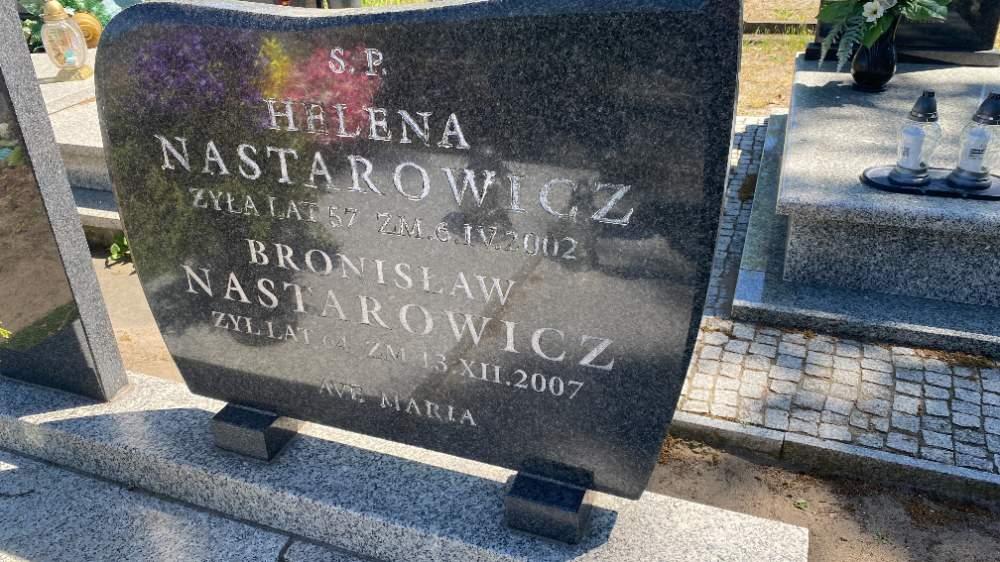 Ś. P.
HELENA
NASTAROWICZ
ŻYŁA LAT 57 ZM. 6.IV.2002
BRONISŁAW
NASTAROWICZ
ŻYŁ LAT 64 ZM 13.XII.2007
AVE MARIA